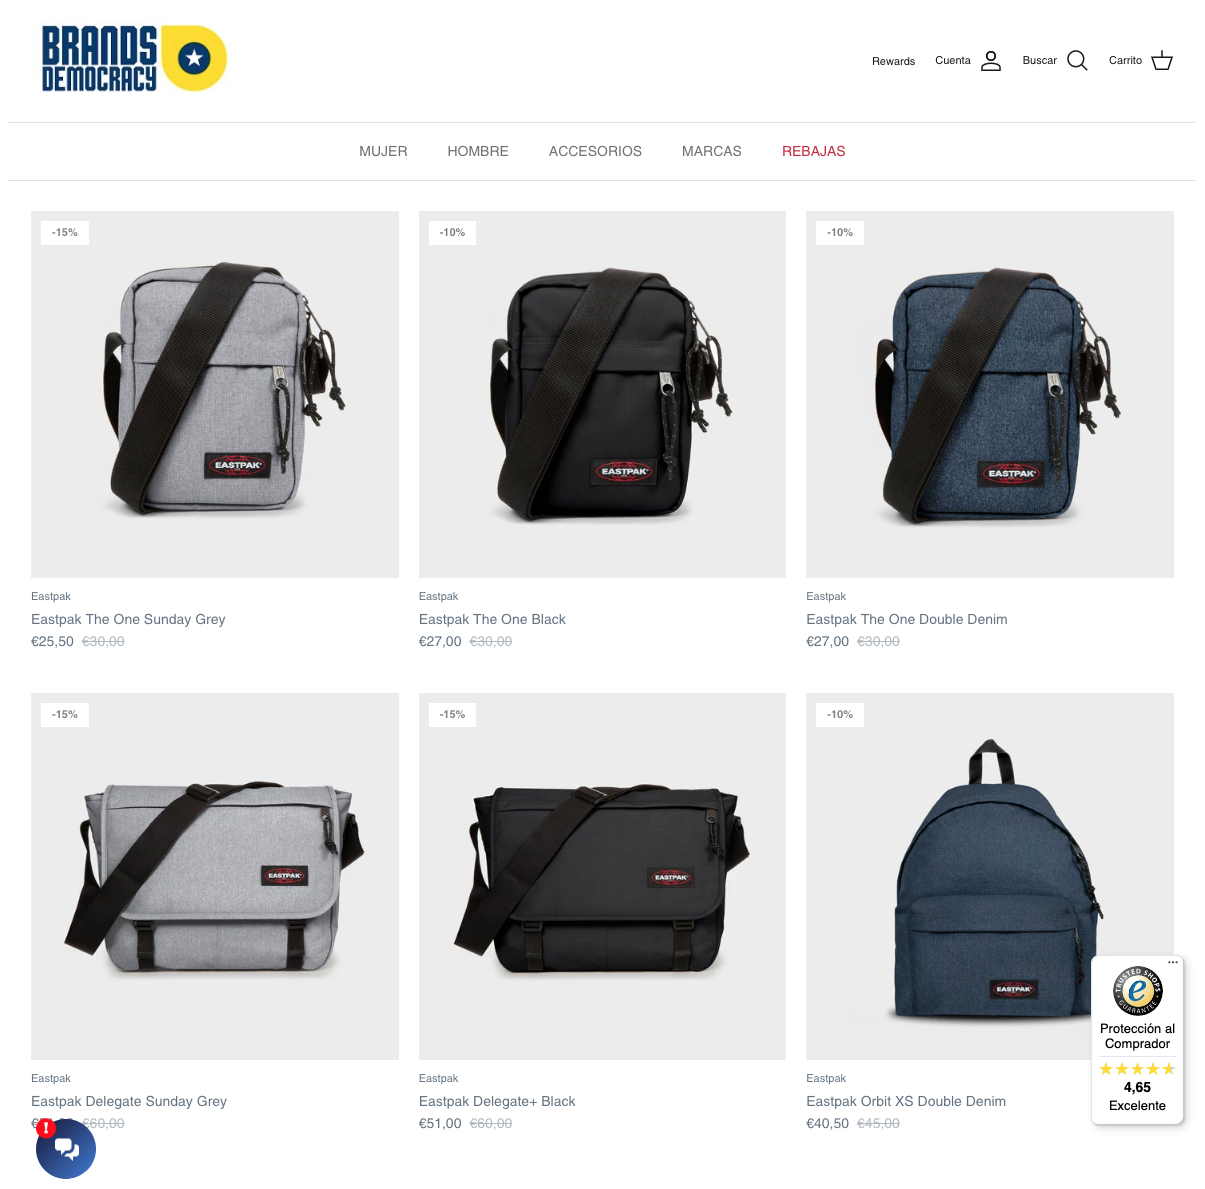 BRANDS
DEMOCRACY
Rewards
Cuenta
Buscar
Carrito
MUJER
HOMBRE
ACCESORIOS
MARCAS
REBAJAS
-15%
-10%
-10%
EASTPAK
EASTPAK
EASTPAK
Eastpak
Eastpak The One Sunday Grey
€25,50 €30,00
Eastpak
Eastpak The One Black
€27,00 €30,00
Eastpak
Eastpak The One Double Denim
€27,00 €30,00
-15%
-15%
-10%
EASTPAK
EASTPAK
EASTPAK
Eastpak
Eastpak Delegate Sunday Grey
€60,00
Eastpak
Eastpak Delegate+ Black
€51,00 €60,00
Eastpak
Eastpak Orbit XS Double Denim
€40,50 €45,00
TRUSTED SHOPS
GUARANTEE
e
Protección al
Comprador
4,65
Excelente
!